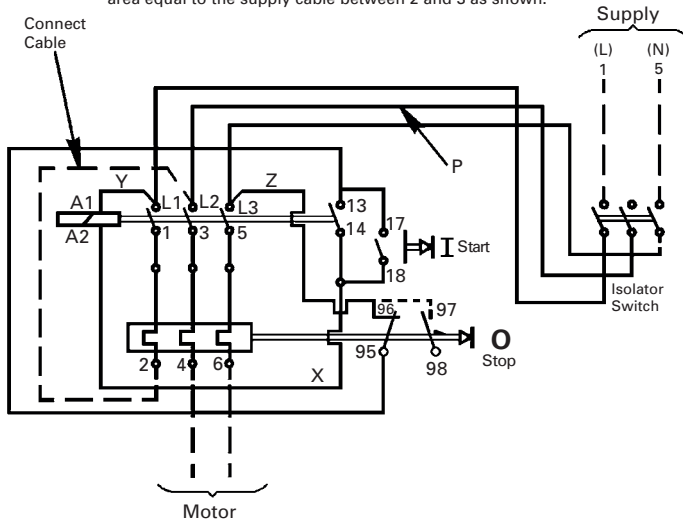 area equal to the supply cable between 2 and 3 as shown.
Connect
Cable
Supply
(L) (N)
1 5
P
Y Z
A1 L1 L2 L3 13
A2 1 3 5 14
17
I Start
18
Isolator
Switch
96 97
O
Stop
95 98
2 4 6
X
Motor